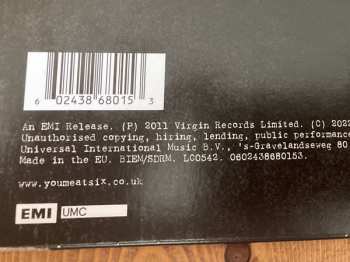 6 02438 68015 3
An EMI Release. (P) 2011 Virgin Records Limited. (C) 2022
Unauthorised copying, hiring, lending, public performance
Universal International Music B.V., 's-Gravelandseweg 80
Made in the EU. BIEM/SDRM. LC0542. 0602438680153.
www.youmeatsix.co.uk
EMI UMC